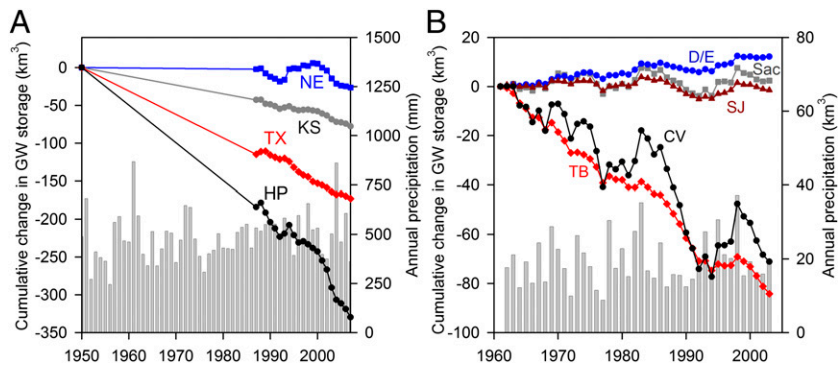 A
Cumulative change in GW storage (km³)
0
-50
-100
-150
-200
-250
-300
-350
1950 1960 1970 1980 1990 2000
1500
1250
1000
750
500
250
0
Annual precipitation (mm)
NE
KS
TX
HP
B
Cumulative change in GW storage (km³)
20
0
-20
-40
-60
-80
-100
1960 1970 1980 1990 2000
80
60
40
20
0
Annual precipitation (km³)
D/E
Sac
SJ
CV
TB